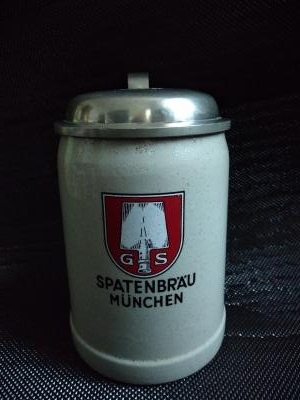 G S
SPATENBRÄU
MÜNCHEN